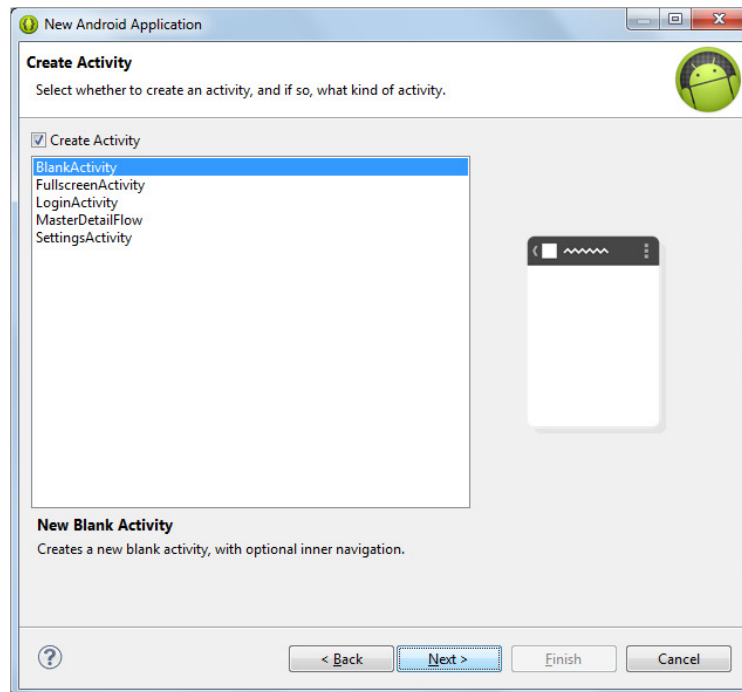 New Android Application
Create Activity
Select whether to create an activity, and if so, what kind of activity.
Create Activity
BlankActivity
FullscreenActivity
LoginActivity
MasterDetailFlow
SettingsActivity
New Blank Activity
Creates a new blank activity, with optional inner navigation.
? < Back Next > Finish Cancel